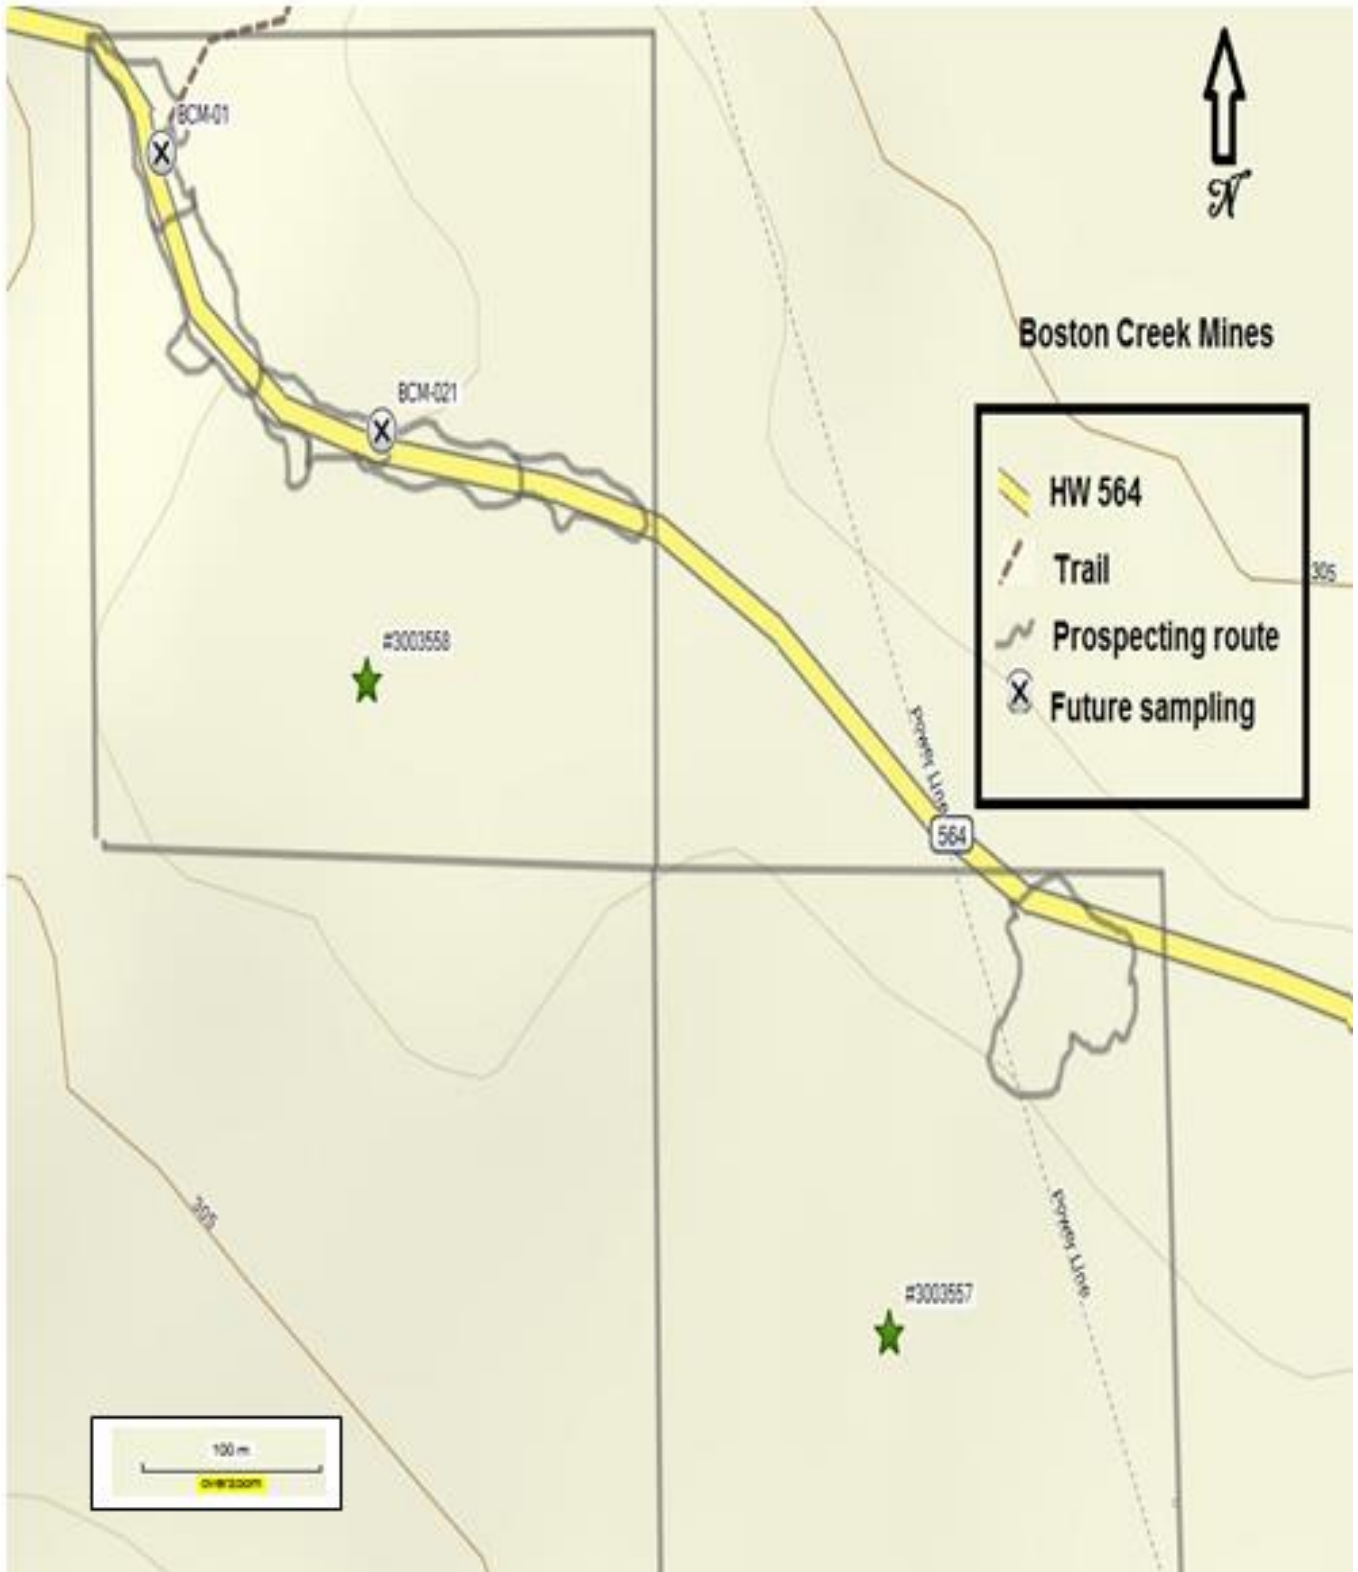 BCM-01
N
Boston Creek Mines
BCM-021
HW 564
Trail
305
Prospecting route
#3003558
Future sampling
Power Line
564
305
Power Line
#3003557
100 m
overzoom